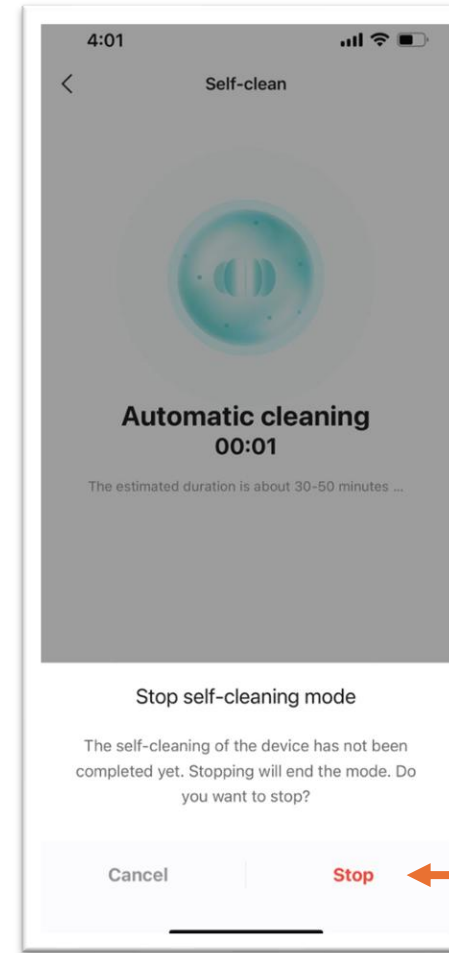 4:01
Self-clean
Automatic cleaning
00:01
The estimated duration is about 30-50 minutes ...
Stop self-cleaning mode
The self-cleaning of the device has not been
completed yet. Stopping will end the mode. Do
you want to stop?
Cancel Stop